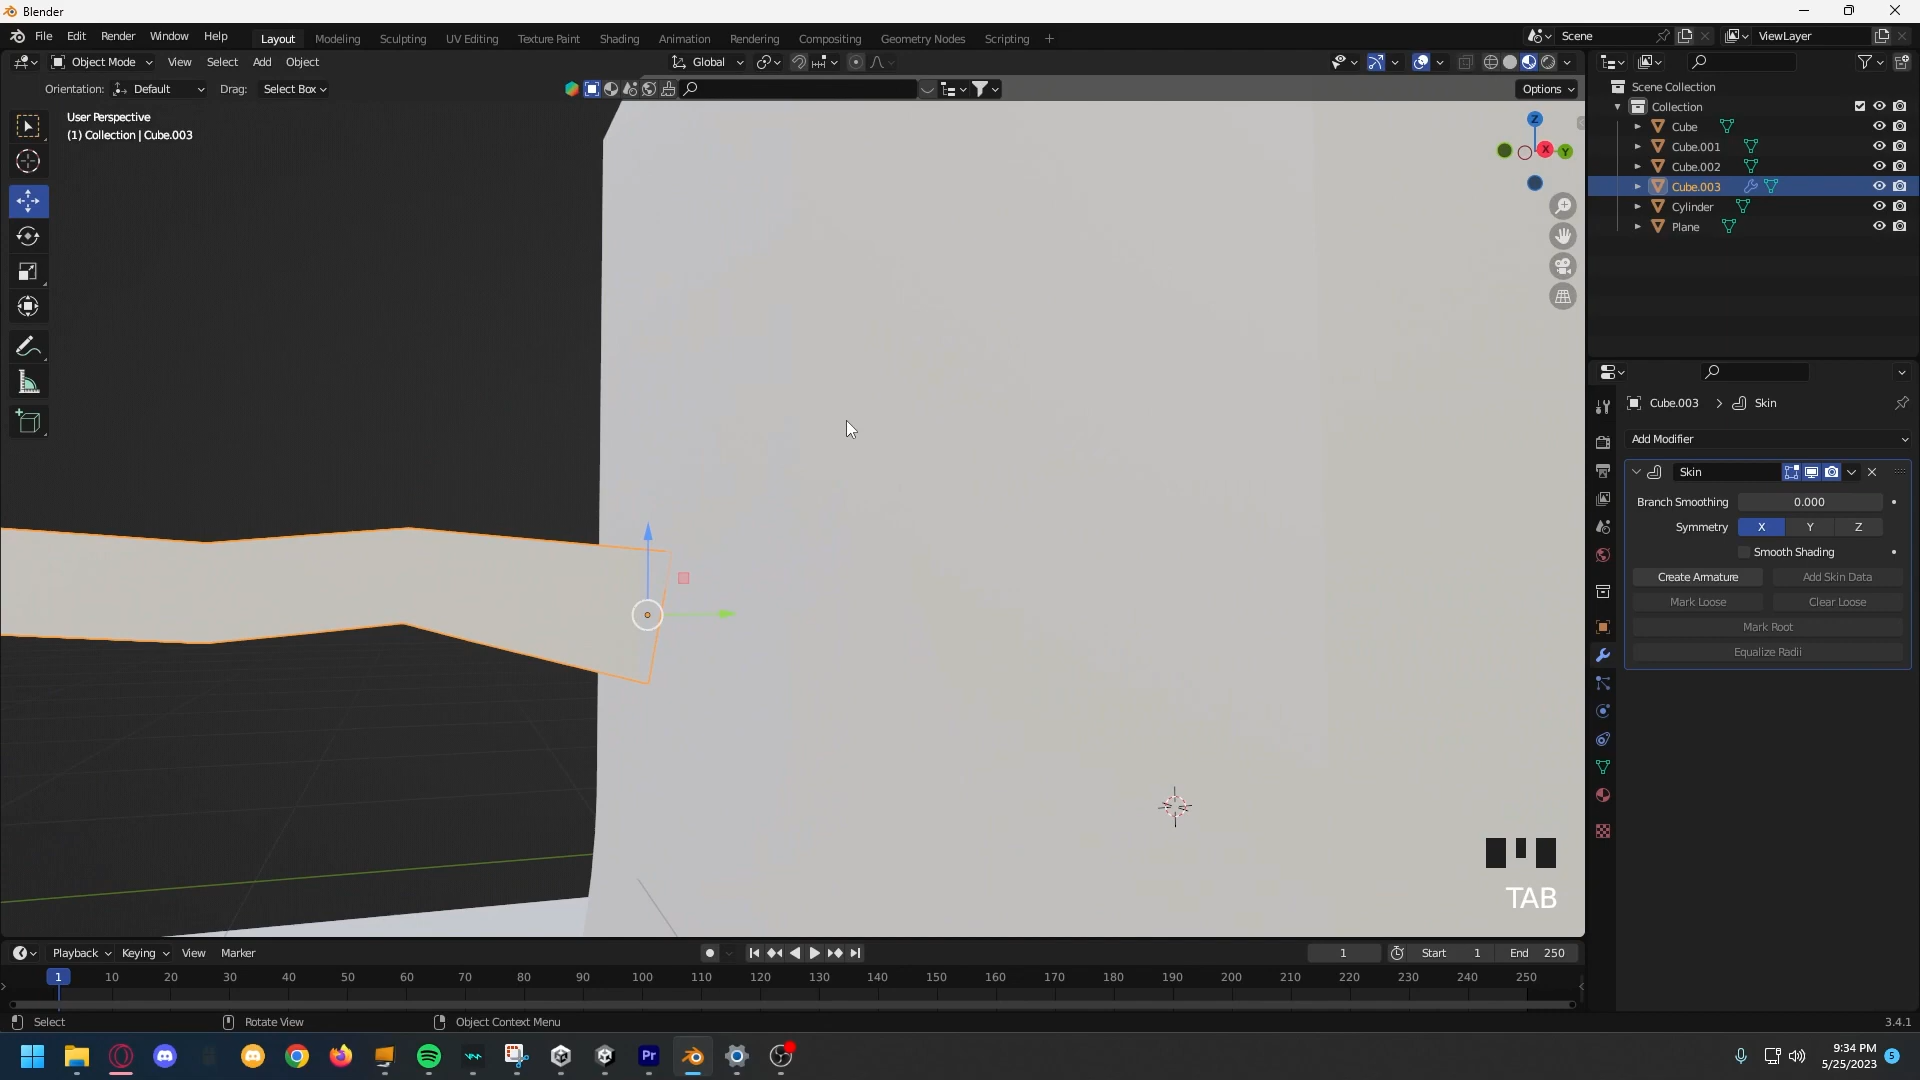 Blender
File Edit Render Window Help Layout Modeling Sculpting UV Editing Texture Paint Shading Animation Rendering Compositing Geometry Nodes Scripting + Scene ViewLayer
Object Mode View Select Add Object Global
Orientation: Default Drag: Select Box Options
User Perspective
(1) Collection | Cube.003
Z
X
Y
Scene Collection
Collection
Cube
Cube.001
Cube.002
Cube.003
Cylinder
Plane
Cube.003 > Skin
Add Modifier
Skin
Branch Smoothing 0.000
Symmetry X Y Z
Smooth Shading
Create Armature Add Skin Data
Mark Loose Clear Loose
Mark Root
Equalize Radii
TAB
Playback Keying View Marker 1 Start 1 End 250
1 10 20 30 40 50 60 70 80 90 100 110 120 130 140 150 160 170 180 190 200 210 220 230 240 250
Select Rotate View Object Context Menu 3.4.1
Pr
9:34 PM
5/25/2023
5